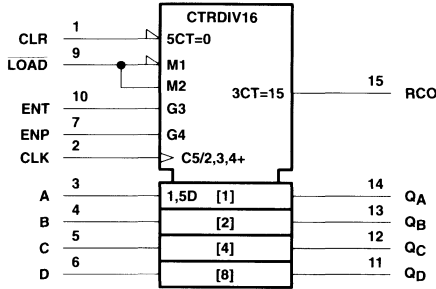 CTRDIV16
CLR 1 5CT=0
LOAD 9 M1
M2
3CT=15 15 RCO
ENT 10 G3
ENP 7 G4
CLK 2 C5/2,3,4+
A 3 1,5D [1] 14 QA
B 4 [2] 13 QB
C 5 [4] 12 QC
D 6 [8] 11 QD